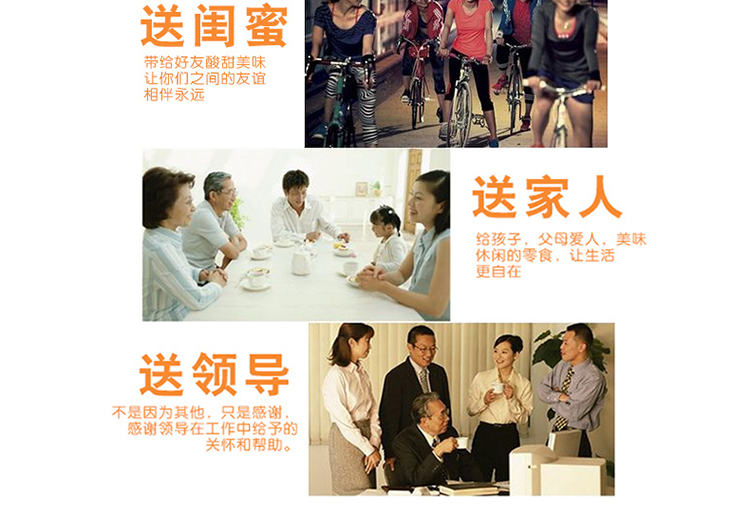 送闺蜜
带给好友酸甜美味
让你们之间的友谊
相伴永远
送家人
给孩子，父母爱人，美味
休闲的零食，让生活
更自在
送领导
不是因为其他，只是感谢，
感谢领导在工作中给予的
关怀和帮助。